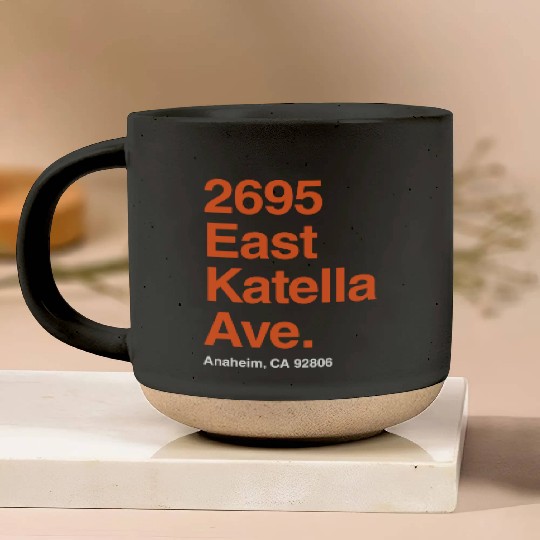 2695
East
Katella
Ave.
Anaheim, CA 92806